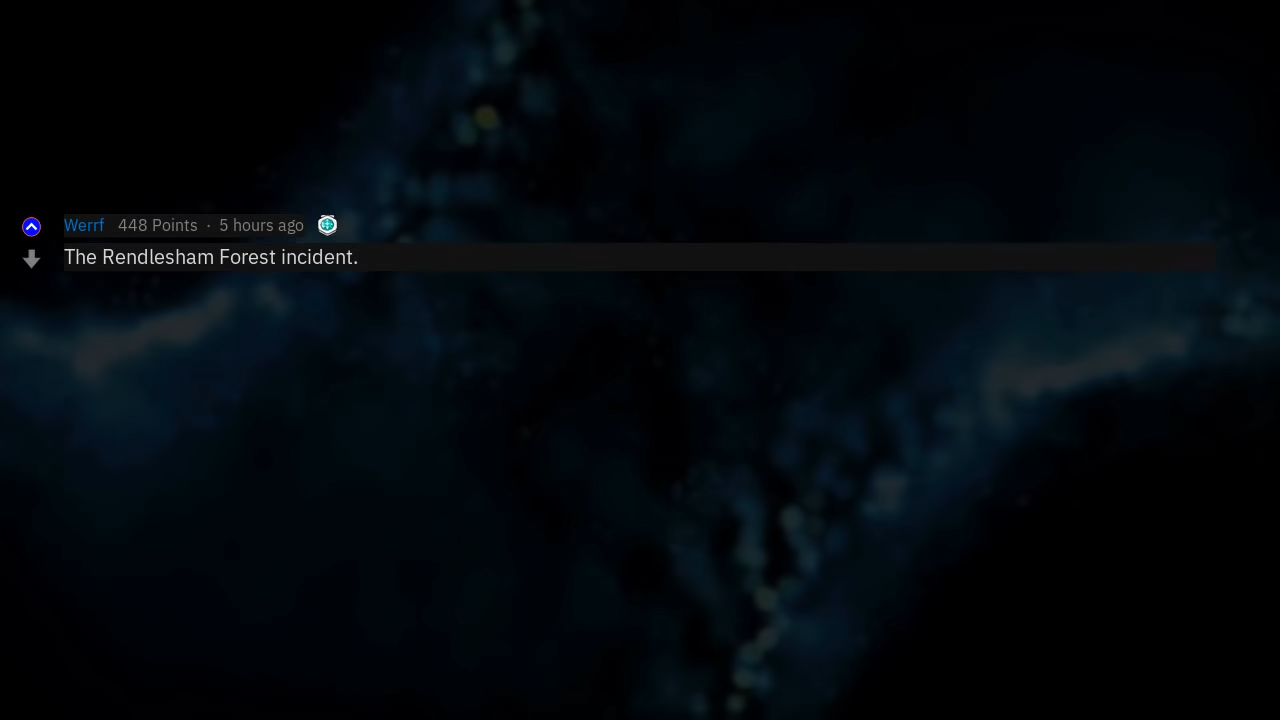 Werrf 448 Points · 5 hours ago
The Rendlesham Forest incident.